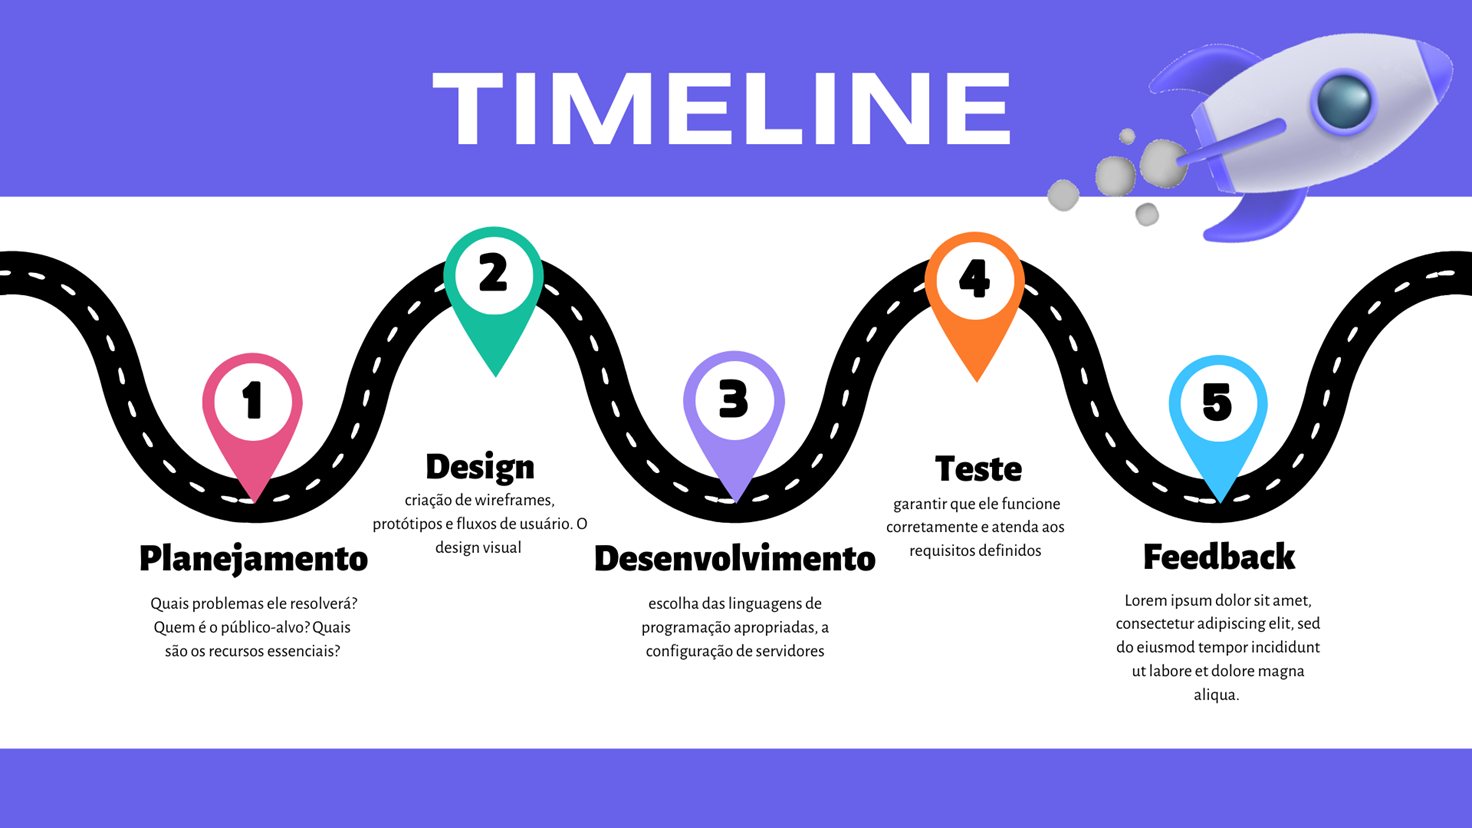 TIMELINE
1
Planejamento
Quais problemas ele resolverá?
Quem é o público-alvo? Quais
são os recursos essenciais?
2
Design
criação de wireframes,
protótipos e fluxos de usuário. O
design visual
3
Desenvolvimento
escolha das linguagens de
programação apropriadas, a
configuração de servidores
4
Teste
garantir que ele funcione
corretamente e atenda aos
requisitos definidos
5
Feedback
Lorem ipsum dolor sit amet,
consectetur adipiscing elit, sed
do eiusmod tempor incididunt
ut labore et dolore magna
aliqua.